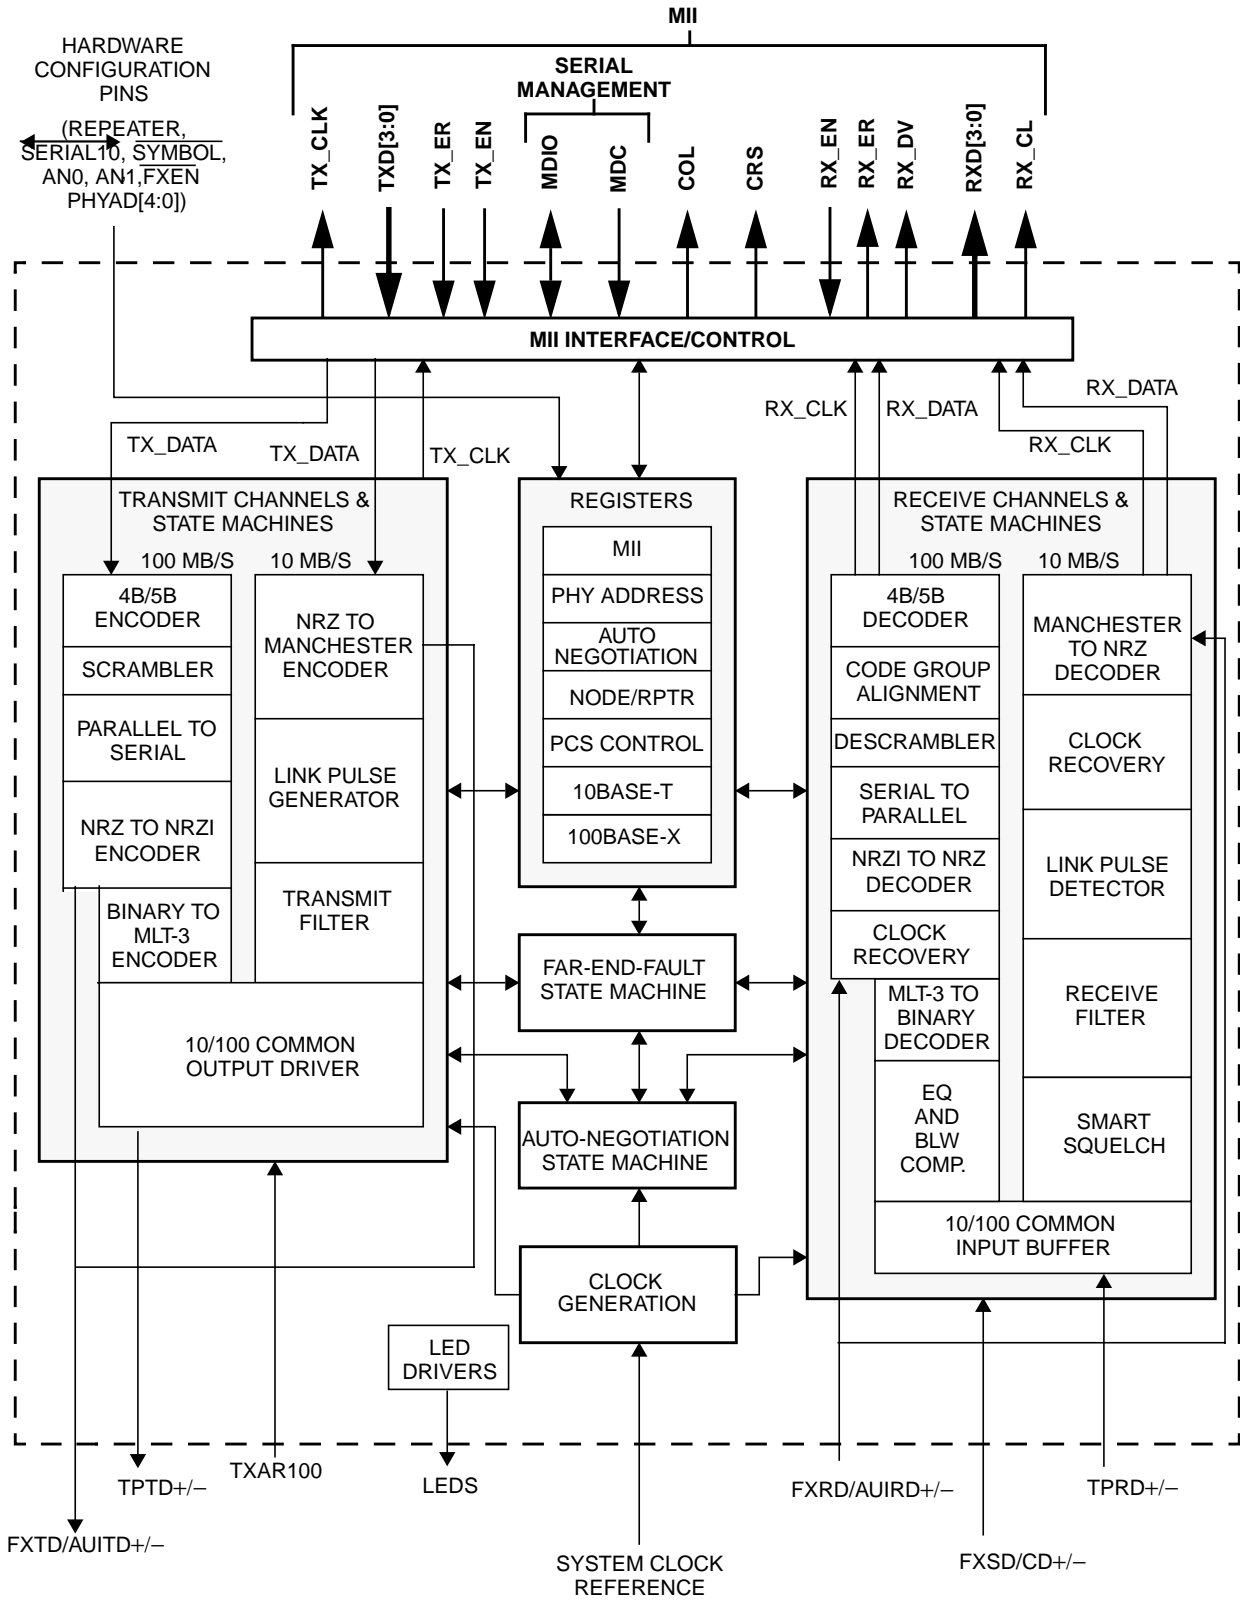 MII
HARDWARE
CONFIGURATION
PINS
(REPEATER,
SERIAL10, SYMBOL,
AN0, AN1,FXEN
PHYAD[4:0])
SERIAL
MANAGEMENT
TX_CLK
TXD[3:0]
TX_ER
TX_EN
MDIO
MDC
COL
CRS
RX_EN
RX_ER
RX_DV
RXD[3:0]
RX_CL
MII INTERFACE/CONTROL
TX_DATA
TX_DATA
TX_CLK
RX_CLK
RX_DATA
RX_CLK
RX_DATA
TRANSMIT CHANNELS &
STATE MACHINES
100 MB/S
10 MB/S
4B/5B
ENCODER
SCRAMBLER
PARALLEL TO
SERIAL
NRZ TO NRZI
ENCODER
BINARY TO
MLT-3
ENCODER
NRZ TO
MANCHESTER
ENCODER
LINK PULSE
GENERATOR
TRANSMIT
FILTER
10/100 COMMON
OUTPUT DRIVER
REGISTERS
MII
PHY ADDRESS
AUTO
NEGOTIATION
NODE/RPTR
PCS CONTROL
10BASE-T
100BASE-X
FAR-END-FAULT
STATE MACHINE
AUTO-NEGOTIATION
STATE MACHINE
CLOCK
GENERATION
LED
DRIVERS
RECEIVE CHANNELS &
STATE MACHINES
100 MB/S
10 MB/S
4B/5B
DECODER
CODE GROUP
ALIGNMENT
DESCRAMBLER
SERIAL TO
PARALLEL
NRZI TO NRZ
DECODER
CLOCK
RECOVERY
MLT-3 TO
BINARY
DECODER
EQ
AND
BLW
COMP.
MANCHESTER
TO NRZ
DECODER
CLOCK
RECOVERY
LINK PULSE
DETECTOR
RECEIVE
FILTER
SMART
SQUELCH
10/100 COMMON
INPUT BUFFER
TPTD+/−
TXAR100
LEDS
FXRD/AUIRD+/−
TPRD+/−
FXTD/AUITD+/−
SYSTEM CLOCK
REFERENCE
FXSD/CD+/−